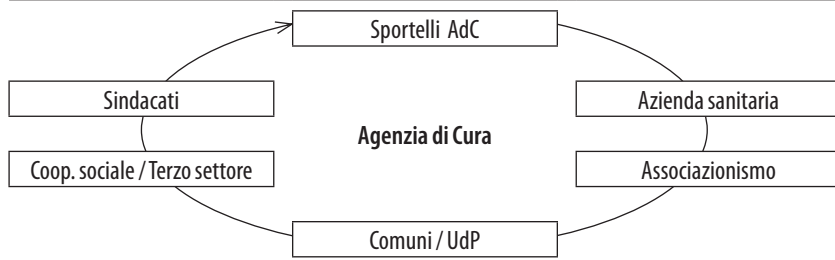 Sportelli AdC
Sindacati
Azienda sanitaria
Agenzia di Cura
Coop. sociale / Terzo settore
Associazionismo
Comuni / UdP